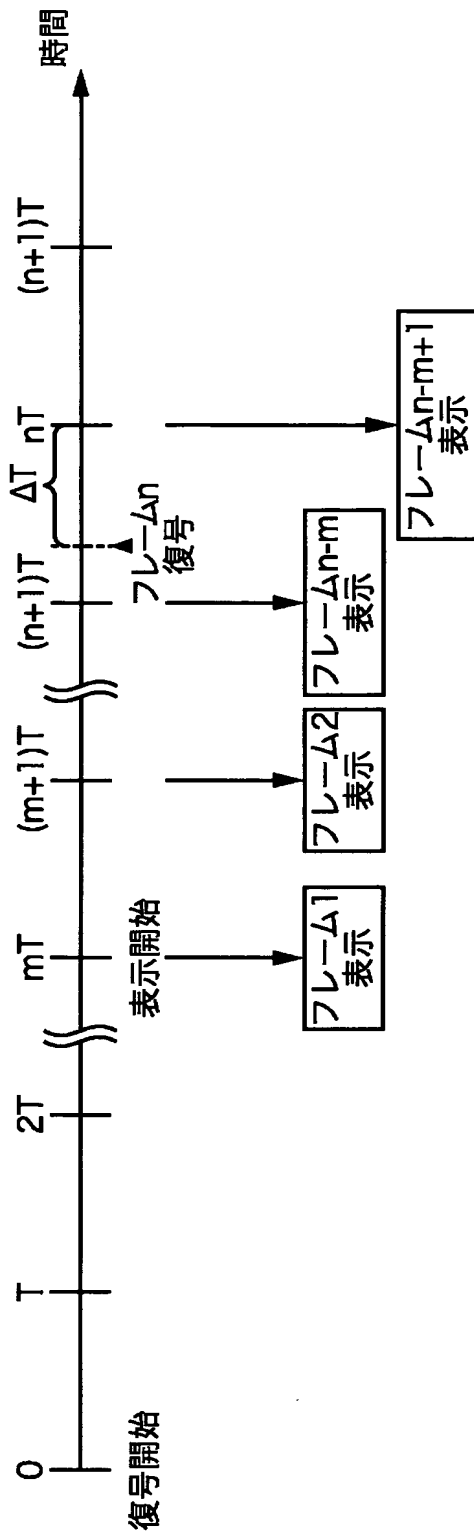 0
T
2T
mT
(m+1)T
(n+1)T
ΔT
nT
(n+1)T
時間
復号開始
表示開始
フレームn
復号
フレーム1
表示
フレーム2
表示
フレームn-m
表示
フレームn-m+1
表示